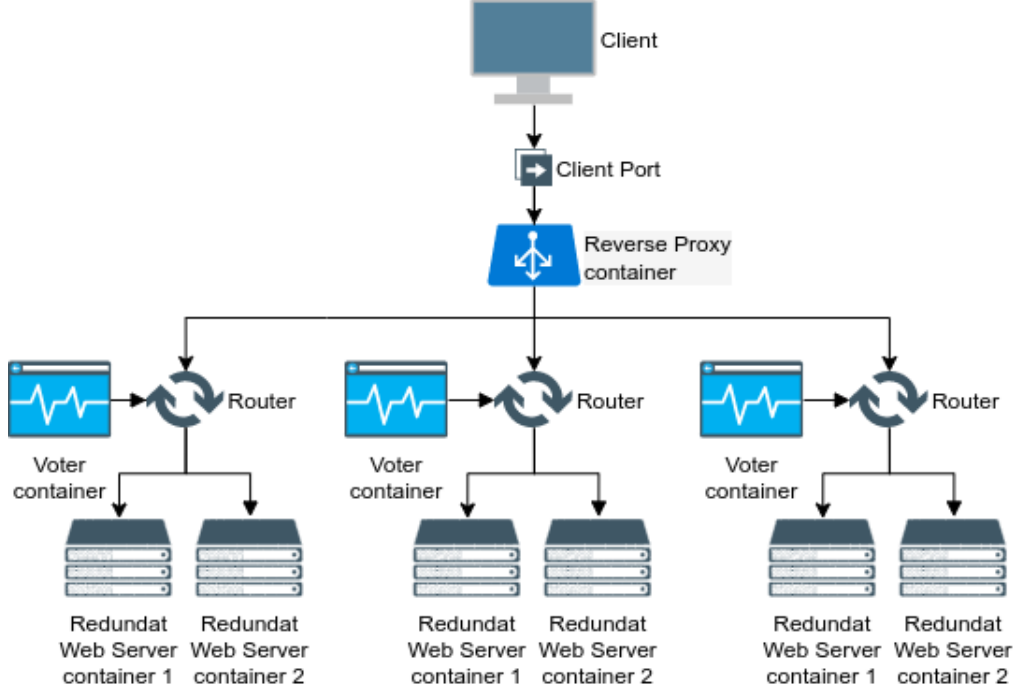 Client
Client Port
Reverse Proxy
container
Router
Router
Router
Voter
container
Voter
container
Voter
container
Redundat
Web Server
container 1
Redundat
Web Server
container 2
Redundat
Web Server
container 1
Redundat
Web Server
container 2
Redundat
Web Server
container 1
Redundat
Web Server
container 2